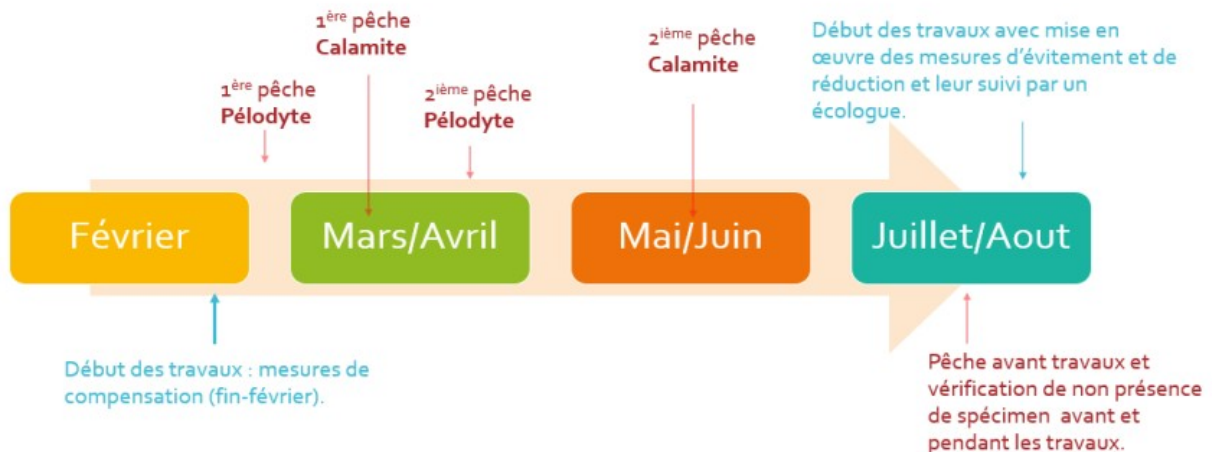 1ère pêche
Calamite
1ère pêche
Pélodyte
2ième pêche
Pélodyte
2ième pêche
Calamite
Début des travaux avec mise en
œuvre des mesures d'évitement et de
réduction et leur suivi par un
écologue.
Février
Mars/Avril
Mai/Juin
Juillet/Aout
Début des travaux : mesures de
compensation (fin-février).
Pêche avant travaux et
vérification de non présence
de spécimen avant et
pendant les travaux.